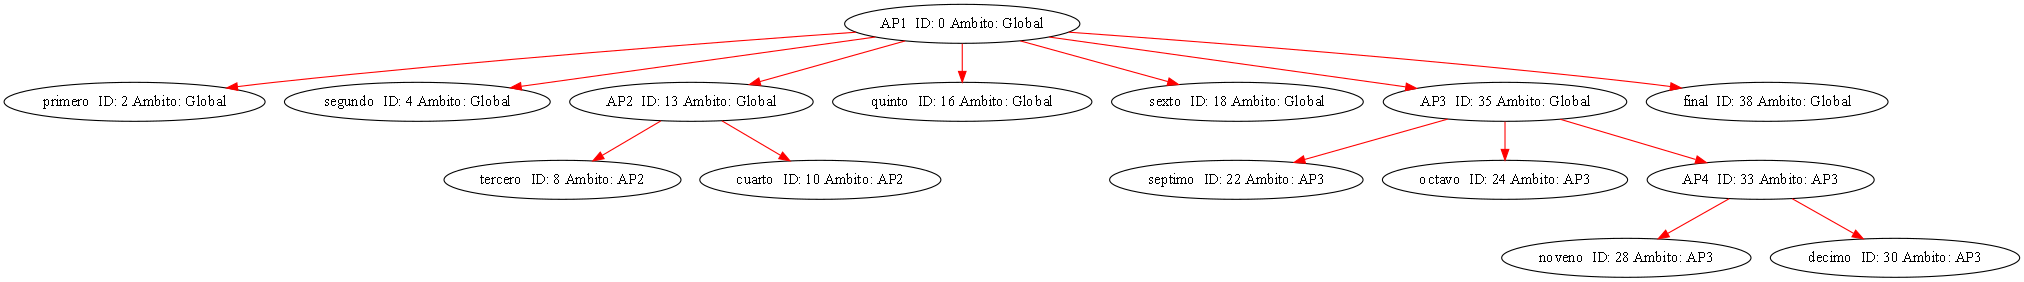 AP1 ID: 0 Ambito: Global
primero ID: 2 Ambito: Global
segundo ID: 4 Ambito: Global
AP2 ID: 13 Ambito: Global
quinto ID: 16 Ambito: Global
sexto ID: 18 Ambito: Global
AP3 ID: 35 Ambito: Global
final ID: 38 Ambito: Global
tercero ID: 8 Ambito: AP2
cuarto ID: 10 Ambito: AP2
septimo ID: 22 Ambito: AP3
octavo ID: 24 Ambito: AP3
AP4 ID: 33 Ambito: AP3
noveno ID: 28 Ambito: AP3
decimo ID: 30 Ambito: AP3